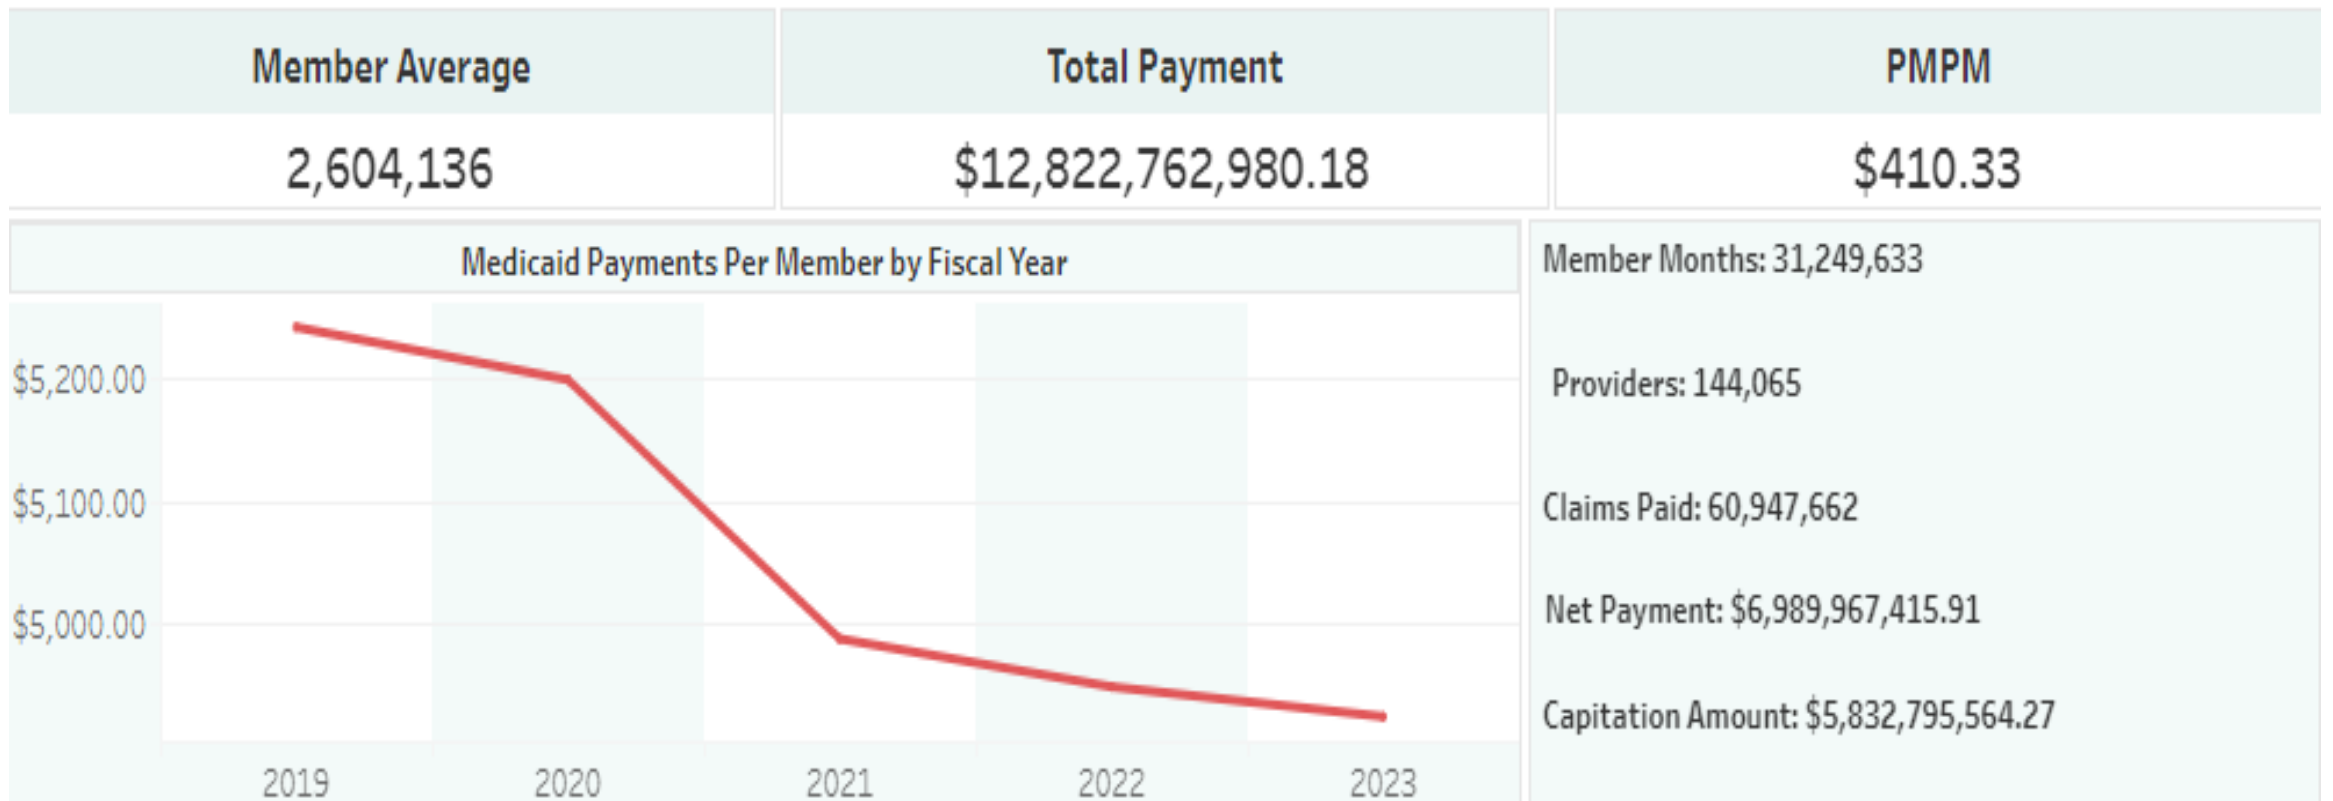 Member Average
2,604,136
Total Payment
$12,822,762,980.18
PMPM
$410.33
Medicaid Payments Per Member by Fiscal Year
$5,200.00
$5,100.00
$5,000.00
2019
2020
2021
2022
2023
Member Months: 31,249,633
Providers: 144,065
Claims Paid: 60,947,662
Net Payment: $6,989,967,415.91
Capitation Amount: $5,832,795,564.27